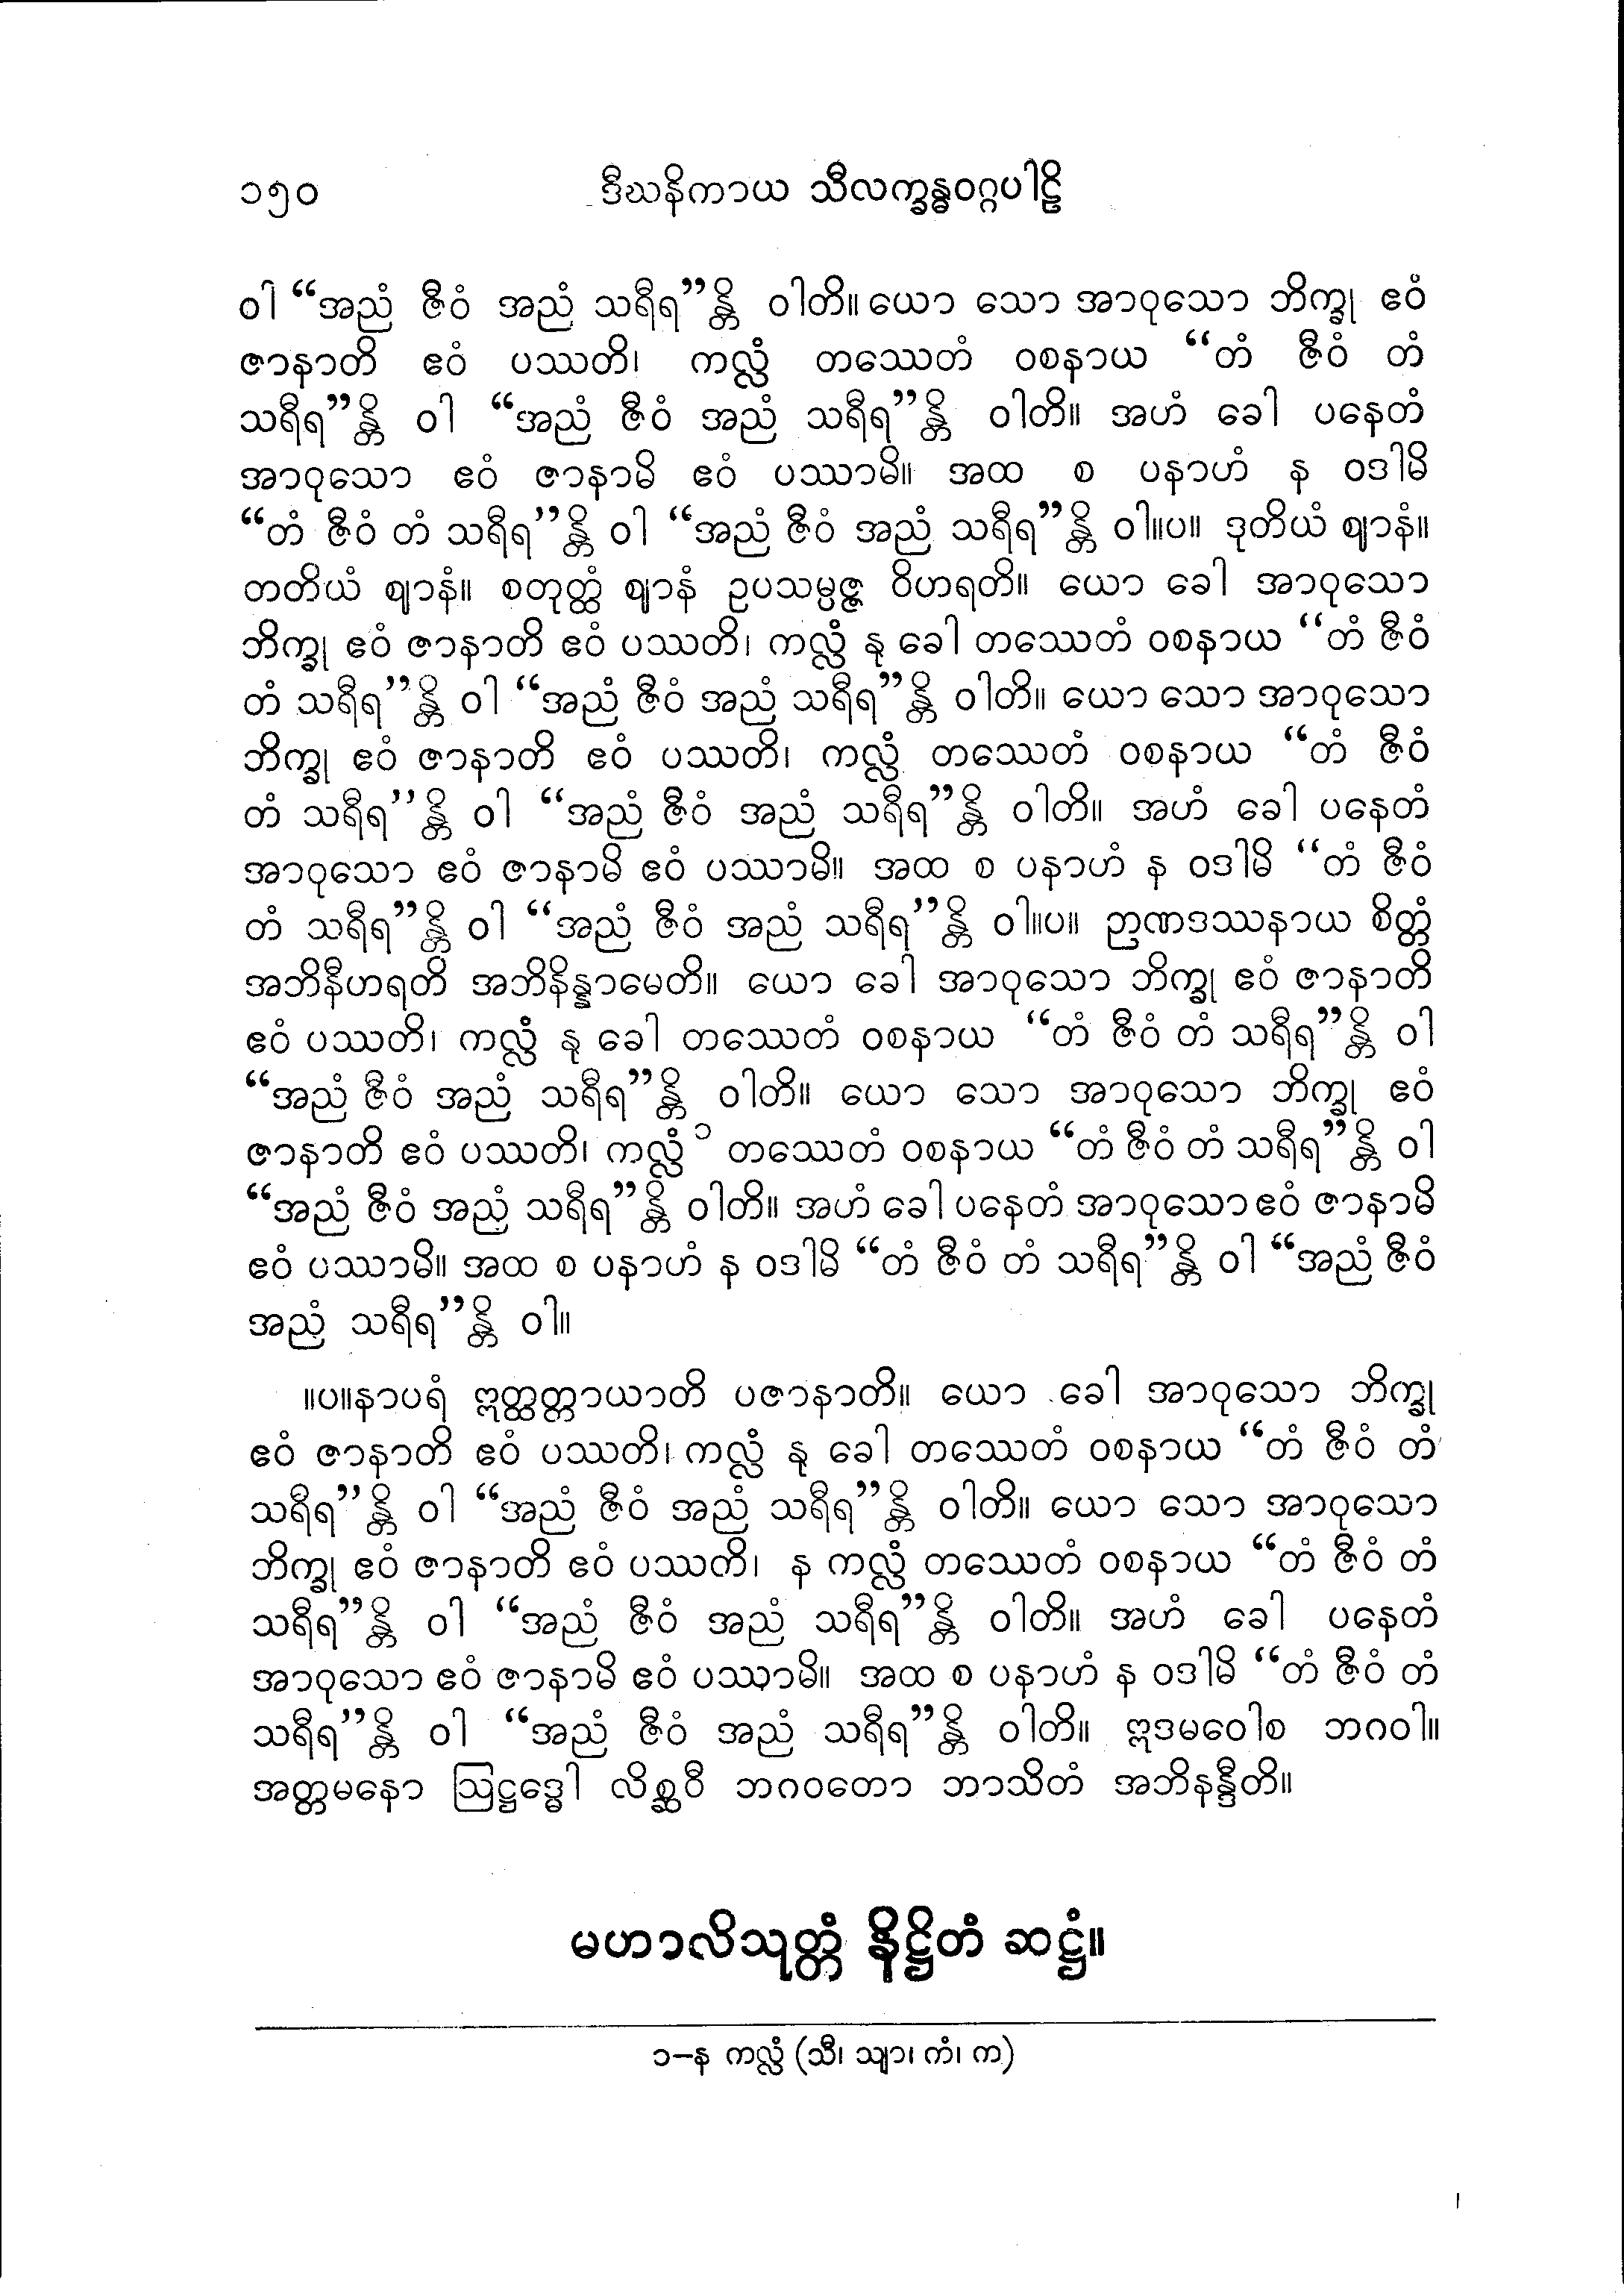 ၁၅၀ ဒီဃနိကာယ သီလက္ခန္ဓဝဂ္ဂပါဠိ
ဝါ “အညံ ဇီဝံ အညံ သရီရ”န္တိ ဝါတိ။ ယော သော အာဝုသော ဘိက္ခု ဧဝံ
ဇာနာတိ ဧဝံ ပဿတိ၊ ကလ္လံ တဿေတံ ဝစနာယ “တံ ဇီဝံ တံ
သရီရ”န္တိ ဝါ “အညံ ဇီဝံ အညံ သရီရ”န္တိ ဝါတိ။ အဟံ ခေါ ပနေတံ
အာဝုသော ဧဝံ ဇာနာမိ ဧဝံ ပဿာမိ။ အထ စ ပနာဟံ န ဝဒါမိ
“တံ ဇီဝံ တံ သရီရ”န္တိ ဝါ “အညံ ဇီဝံ အညံ သရီရ”န္တိ ဝါ။ပ။ ဒုတိယံ ဈာနံ။
တတိယံ ဈာနံ။ စတုတ္ထံ ဈာနံ ဥပသမ္ပဇ္ဇ ဝိဟရတိ။ ယော ခေါ အာဝုသော
ဘိက္ခု ဧဝံ ဇာနာတိ ဧဝံ ပဿတိ၊ ကလ္လံ နု ခေါ တဿေတံ ဝစနာယ “တံ ဇီဝံ
တံ သရီရ”န္တိ ဝါ “အညံ ဇီဝံ အညံ သရီရ”န္တိ ဝါတိ။ ယော သော အာဝုသော
ဘိက္ခု ဧဝံ ဇာနာတိ ဧဝံ ပဿတိ၊ ကလ္လံ တဿေတံ ဝစနာယ “တံ ဇီဝံ
တံ သရီရ”န္တိ ဝါ “အညံ ဇီဝံ အညံ သရီရ”န္တိ ဝါတိ။ အဟံ ခေါ ပနေတံ
အာဝုသော ဧဝံ ဇာနာမိ ဧဝံ ပဿာမိ။ အထ စ ပနာဟံ န ဝဒါမိ “တံ ဇီဝံ
တံ သရီရ”န္တိ ဝါ “အညံ ဇီဝံ အညံ သရီရ”န္တိ ဝါ။ပ။ ဉာဏဒဿနာယ စိတ္တံ
အဘိနီဟရတိ အဘိနိန္နာမေတိ။ ယော ခေါ အာဝုသော ဘိက္ခု ဧဝံ ဇာနာတိ
ဧဝံ ပဿတိ၊ ကလ္လံ နု ခေါ တဿေတံ ဝစနာယ “တံ ဇီဝံ တံ သရီရ”န္တိ ဝါ
“အညံ ဇီဝံ အညံ သရီရ”န္တိ ဝါတိ။ ယော သော အာဝုသော ဘိက္ခု ဧဝံ
ဇာနာတိ ဧဝံ ပဿတိ၊ ကလ္လံ ၁ တဿေတံ ဝစနာယ “တံ ဇီဝံ တံ သရီရ”န္တိ ဝါ
“အညံ ဇီဝံ အညံ သရီရ”န္တိ ဝါတိ။ အဟံ ခေါ ပနေတံ အာဝုသော ဧဝံ ဇာနာမိ
ဧဝံ ပဿာမိ။ အထ စ ပနာဟံ န ဝဒါမိ “တံ ဇီဝံ တံ သရီရ”န္တိ ဝါ “အညံ ဇီဝံ
အညံ သရီရ”န္တိ ဝါ။
။ပ။နာပရံ ဣတ္ထတ္တာယာတိ ပဇာနာတိ။ ယော ခေါ အာဝုသော ဘိက္ခု
ဧဝံ ဇာနာတိ ဧဝံ ပဿတိ၊ ကလ္လံ နု ခေါ တဿေတံ ဝစနာယ “တံ ဇီဝံ တံ
သရီရ”န္တိ ဝါ “အညံ ဇီဝံ အညံ သရီရ”န္တိ ဝါတိ။ ယော သော အာဝုသော
ဘိက္ခု ဧဝံ ဇာနာတိ ဧဝံ ပဿတိ၊ န ကလ္လံ တဿေတံ ဝစနာယ “တံ ဇီဝံ တံ
သရီရ”န္တိ ဝါ “အညံ ဇီဝံ အညံ သရီရ”န္တိ ဝါတိ။ အဟံ ခေါ ပနေတံ
အာဝုသော ဧဝံ ဇာနာမိ ဧဝံ ပဿာမိ။ အထ စ ပနာဟံ န ဝဒါမိ “တံ ဇီဝံ တံ
သရီရ”န္တိ ဝါ “အညံ ဇီဝံ အညံ သရီရ”န္တိ ဝါတိ။ ဣဒမဝေါစ ဘဂဝါ။
အတ္တမနော ဩဋ္ဌဒ္ဓေါ လိစ္ဆဝီ ဘဂဝတော ဘာသိတံ အဘိနန္ဒီတိ။
မဟာလိသုတ္တံ နိဋ္ဌိတံ ဆဋ္ဌံ။
၁–န ကလ္လံ (သီ၊ သျာ၊ ကံ၊ က)